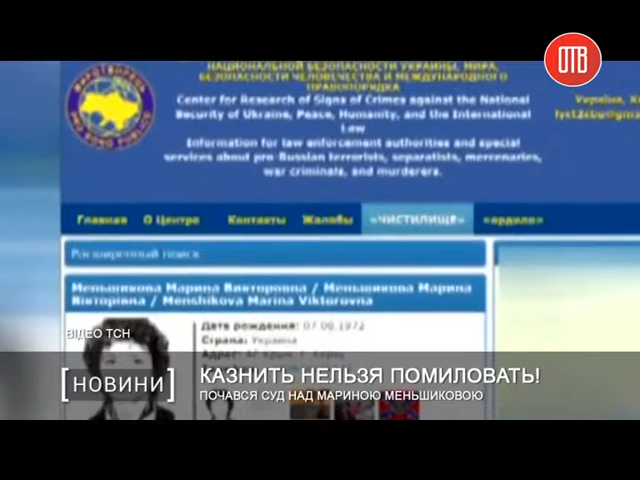 ОТВ
НАЦИОНАЛЬНОЙ БЕЗОПАСНОСТИ УКРАИНЫ, МИРА,
БЕЗОПАСНОСТИ ЧЕЛОВЕЧЕСТВА И МЕЖДУНАРОДНОГО
ПРАВОПОРЯДКА
Center for Research of Signs of Crimes against the National
Security of Ukraine, Peace, Humanity, and the International
Law
Information for law enforcement authorities and special
services about pro-Russian terrorists, separatists, mercenaries,
war criminals, and murderers.
Главная О Центре Контакты Жалобы «ЧИСТИЛИЩЕ» «ордило»
Расширенный поиск
Меньшикова Марина Викторовна / Меньшикова Марина
Вікторівна / Menshikova Marina Viktorovna
Дата рождения:
Страна: Украина
ВІДЕО ТСН
[НОВИНИ]
КАЗНИТЬ НЕЛЬЗЯ ПОМИЛОВАТЬ!
ПОЧАВСЯ СУД НАД МАРИНОЮ МЕНЬШИКОВОЮ